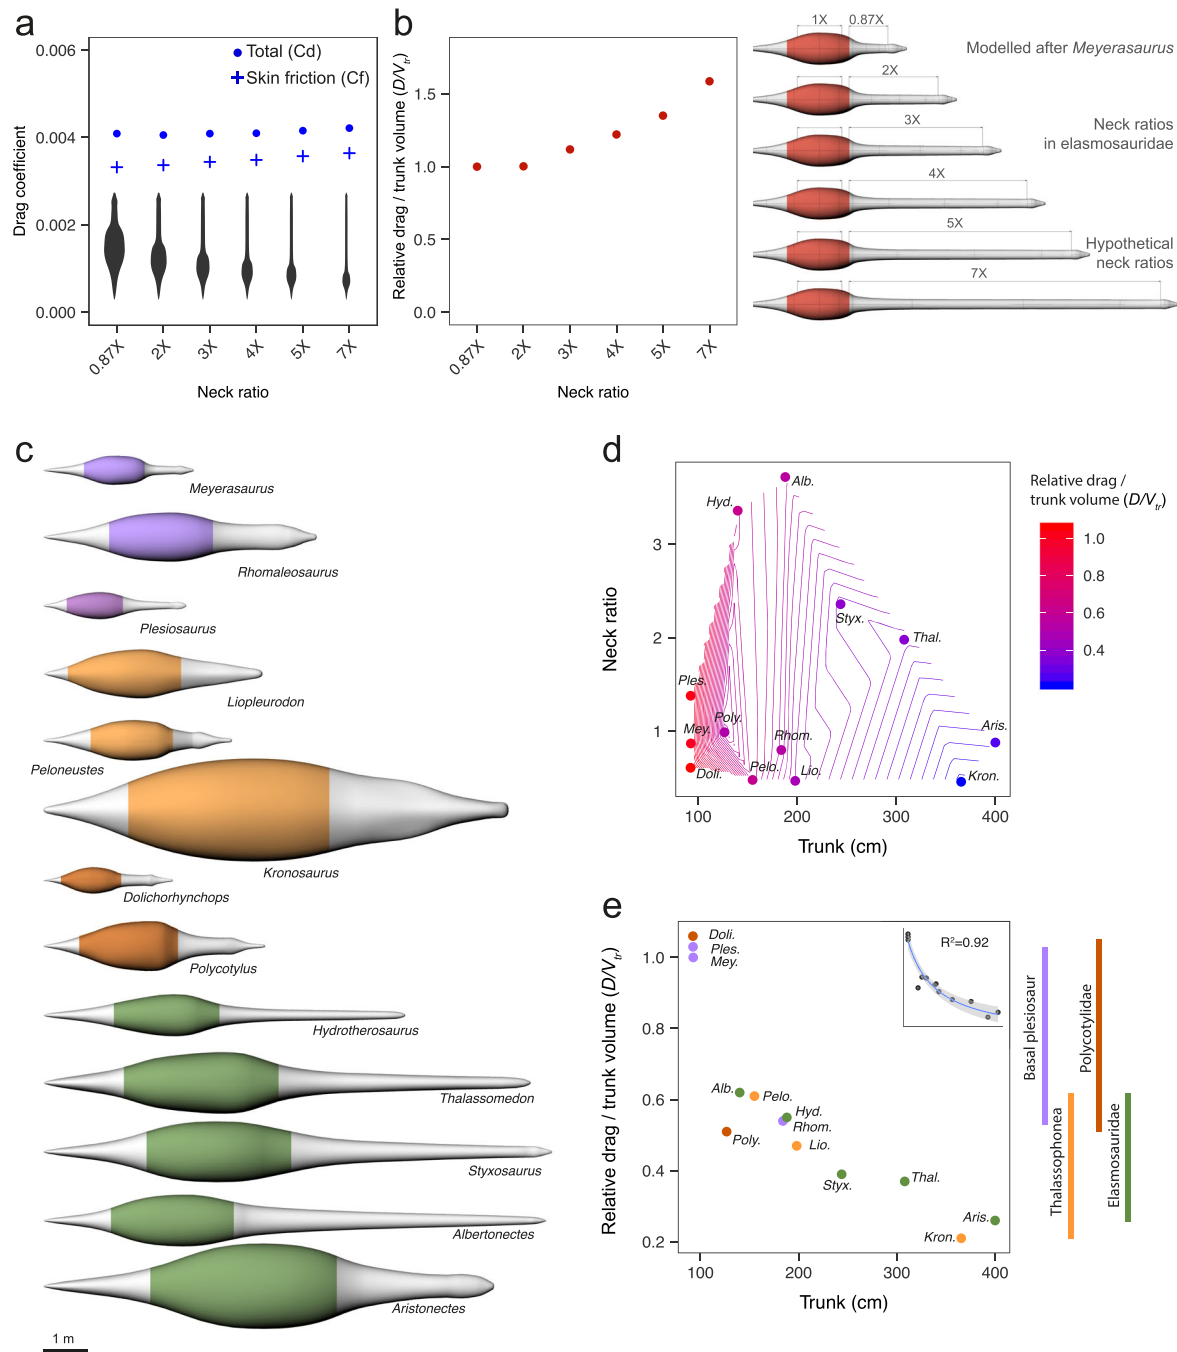 a
0.006
0.004
0.002
0.000
Drag coefficient
Total (Cd)
Skin friction (Cf)
0.87X
2X
3X
4X
5X
7X
Neck ratio
b
1.5
1.0
0.5
0.0
Relative drag / trunk volume (D/Vtr)
0.87X
2X
3X
4X
5X
7X
Neck ratio
1X
0.87X
Modelled after Meyerasaurus
2X
3X
Neck ratios
in elasmosauridae
4X
5X
Hypothetical
neck ratios
7X
c
Meyerasaurus
Rhomaleosaurus
Plesiosaurus
Liopleurodon
Peloneustes
Kronosaurus
Dolichorhynchops
Polycotylus
Hydrotherosaurus
Thalassomedon
Styxosaurus
Albertonectes
Aristonectes
1 m
d
3
2
1
Neck ratio
Alb.
Hyd.
Styx.
Thal.
Ples.
Poly.
Mey.
Rhom.
Aris.
Doli.
Pelo.
Lio.
Kron.
100
200
300
400
Trunk (cm)
Relative drag /
trunk volume (D/Vtr)
1.0
0.8
0.6
0.4
e
1.0
0.8
0.6
0.4
0.2
Relative drag / trunk volume (D/Vtr)
Doli.
Ples.
Mey.
R2=0.92
Alb.
Pelo.
Hyd.
Rhom.
Poly.
Lio.
Styx.
Thal.
Aris.
Kron.
100
200
300
400
Trunk (cm)
Basal plesiosaur
Polycotylidae
Thalassophonea
Elasmosauridae